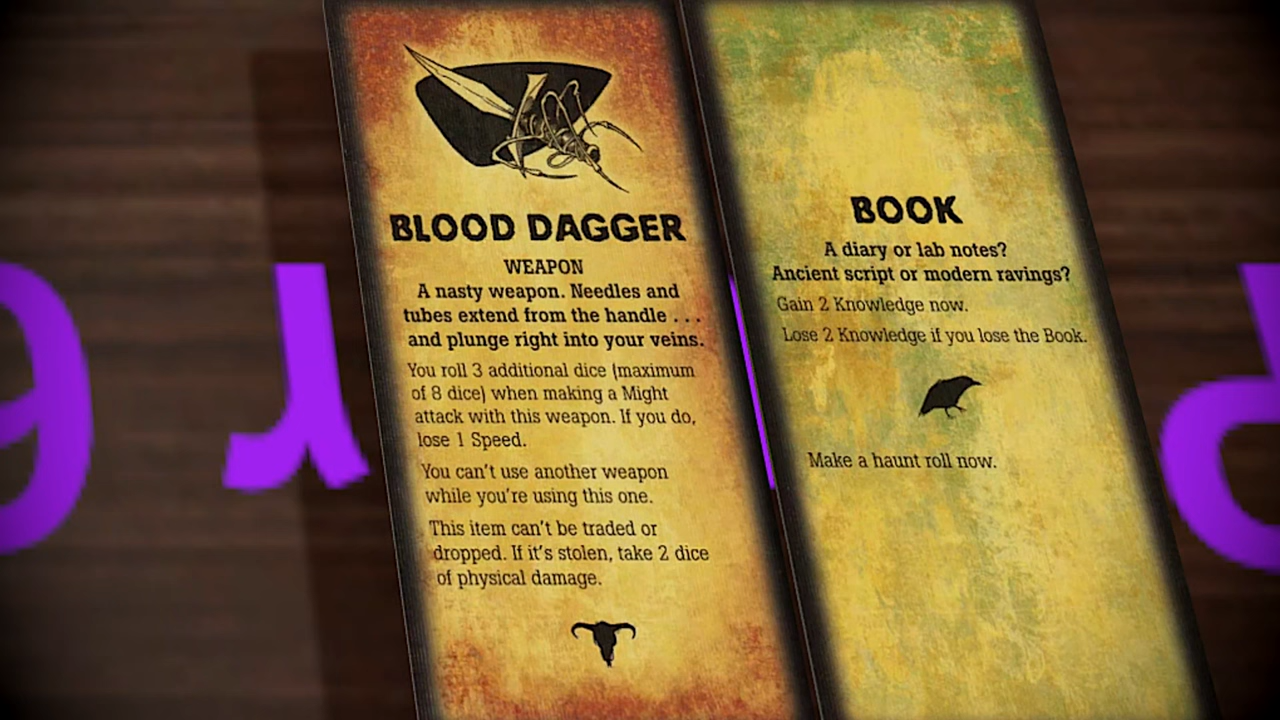 BLOOD DAGGER
WEAPON
A nasty weapon. Needles and
tubes extend from the handle . . .
and plunge right into your veins.
You roll 3 additional dice (maximum
of 8 dice) when making a Might
attack with this weapon. If you do,
lose 1 Speed.
You can't use another weapon
while you're using this one.
This item can't be traded or
dropped. If it's stolen, take 2 dice
of physical damage.
BOOK
A diary or lab notes?
Ancient script or modern ravings?
Gain 2 Knowledge now.
Lose 2 Knowledge if you lose the Book.
Make a haunt roll now.